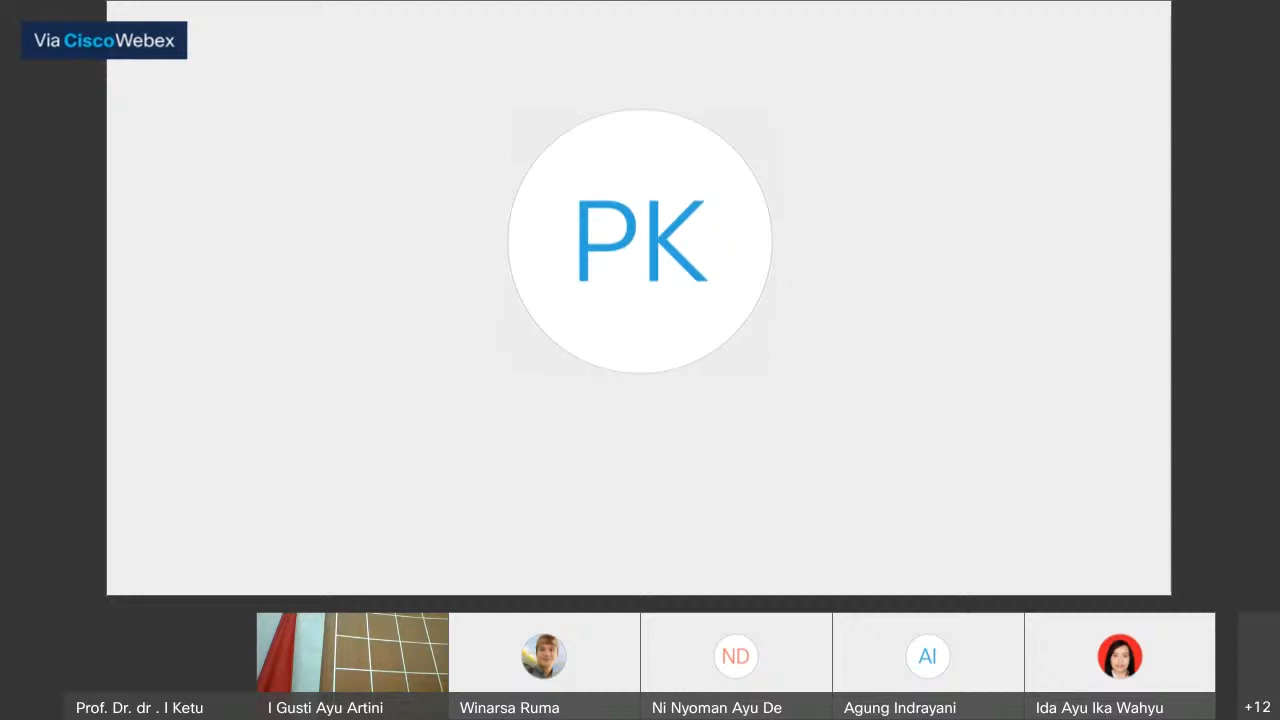 Via CiscoWebex
PK
ND
AI
Prof. Dr. dr . I Ketu
I Gusti Ayu Artini
Winarsa Ruma
Ni Nyoman Ayu De
Agung Indrayani
Ida Ayu Ika Wahyu
+12